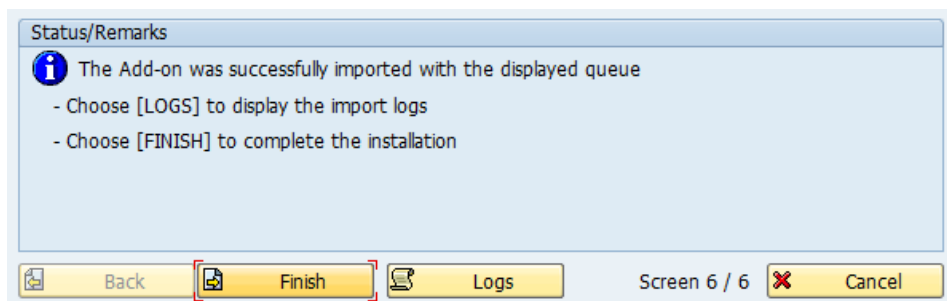 Status/Remarks
The Add-on was successfully imported with the displayed queue
- Choose [LOGS] to display the import logs
- Choose [FINISH] to complete the installation
Back Finish Logs Screen 6 / 6 Cancel